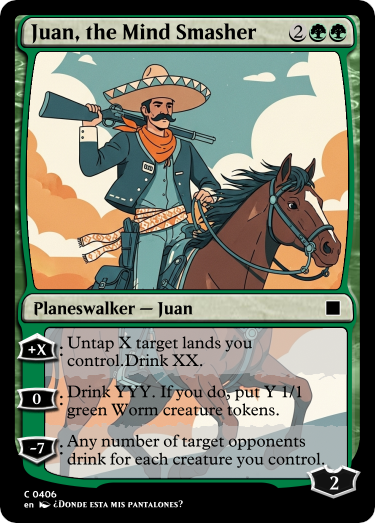 Juan, the Mind Smasher 2
Planeswalker — Juan
+X: Untap X target lands you
control.Drink XX.
0: Drink YYY. If you do, put Y 1/1
green Worm creature tokens.
-7: Any number of target opponents
drink for each creature you control.
2
C 0406
en ¿Donde esta mis pantalones?